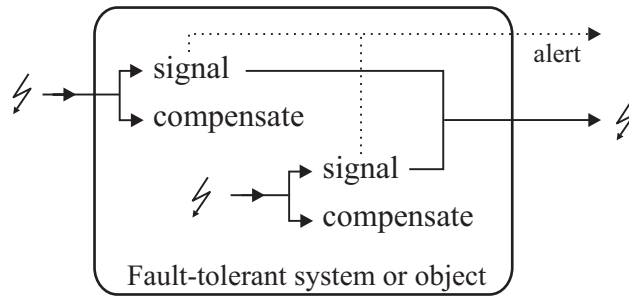 alert
signal
compensate
signal
compensate
Fault-tolerant system or object